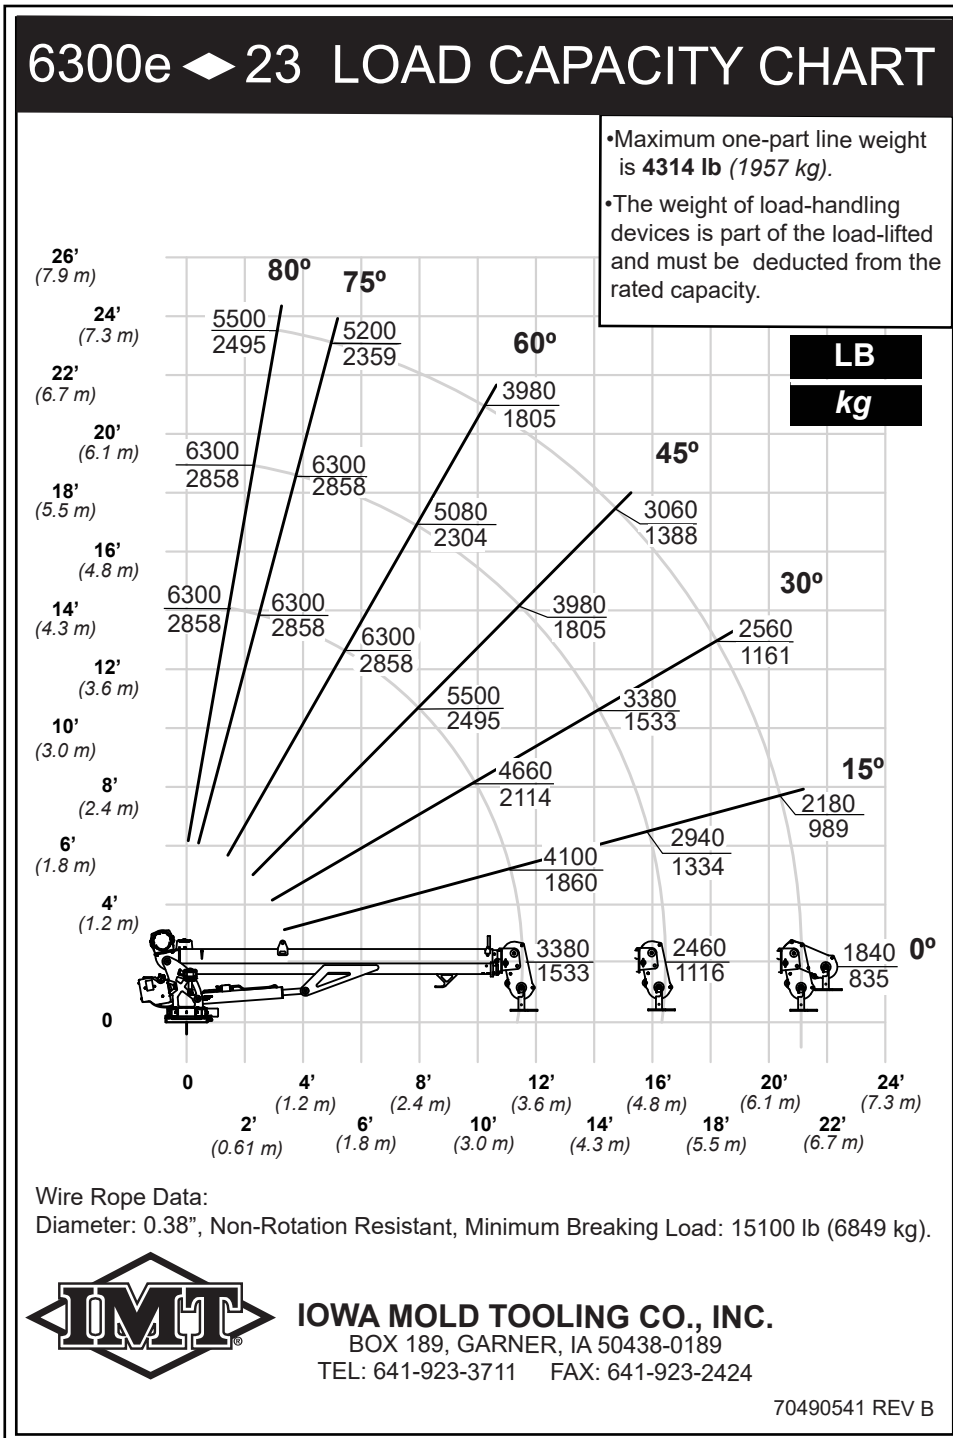 6300e ◆ 23 LOAD CAPACITY CHART
•Maximum one-part line weight
is 4314 lb (1957 kg).
•The weight of load-handling
devices is part of the load-lifted
and must be deducted from the
rated capacity.
LB
kg
26’
(7.9 m)
24’
(7.3 m)
22’
(6.7 m)
20’
(6.1 m)
18’
(5.5 m)
16’
(4.8 m)
14’
(4.3 m)
12’
(3.6 m)
10’
(3.0 m)
8’
(2.4 m)
6’
(1.8 m)
4’
(1.2 m)
0
80º
5500
2495
6300
2858
6300
2858
75º
5200
2359
6300
2858
6300
2858
60º
3980
1805
5080
2304
6300
2858
45º
3060
1388
3980
1805
5500
2495
30º
2560
1161
3380
1533
4660
2114
15º
2180
989
2940
1334
4100
1860
0º
3380
1533
2460
1116
1840
835
0
4’
(1.2 m)
8’
(2.4 m)
12’
(3.6 m)
16’
(4.8 m)
20’
(6.1 m)
24’
(7.3 m)
2’
(0.61 m)
6’
(1.8 m)
10’
(3.0 m)
14’
(4.3 m)
18’
(5.5 m)
22’
(6.7 m)
Wire Rope Data:
Diameter: 0.38”, Non-Rotation Resistant, Minimum Breaking Load: 15100 lb (6849 kg).
IMT®
IOWA MOLD TOOLING CO., INC.
BOX 189, GARNER, IA 50438-0189
TEL: 641-923-3711 FAX: 641-923-2424
70490541 REV B